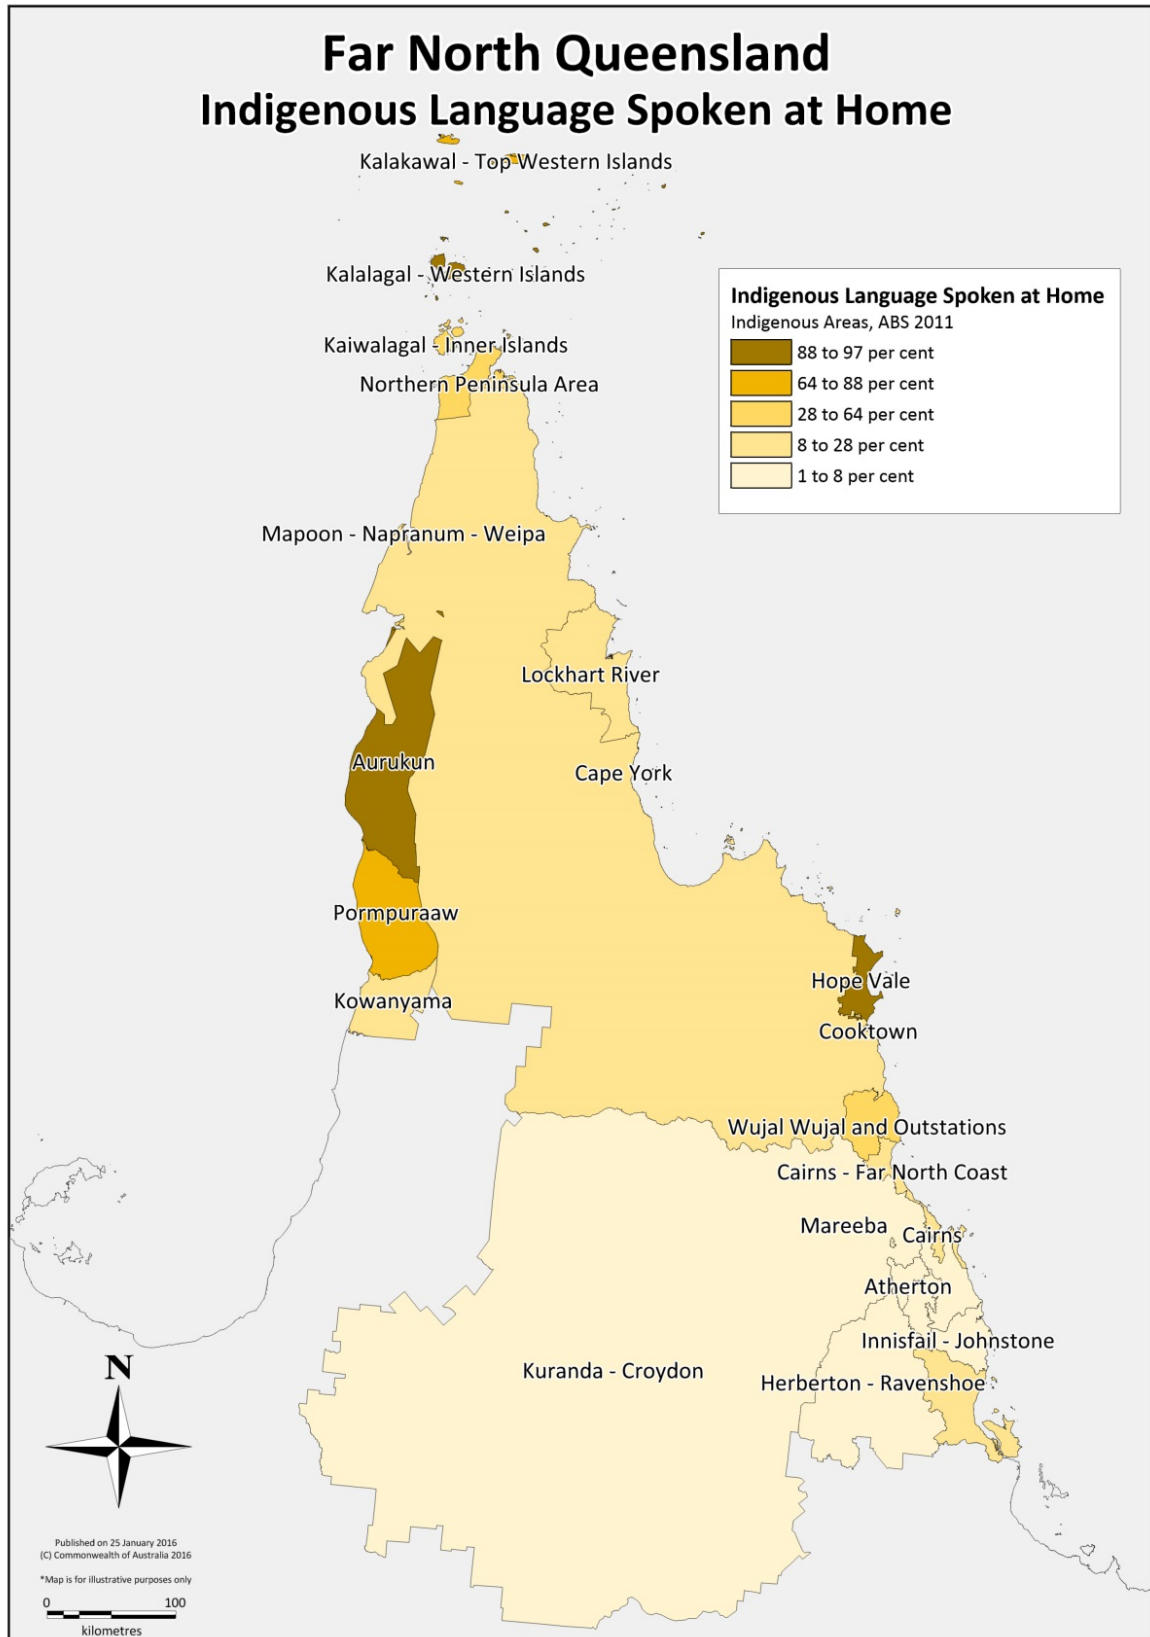 Far North Queensland
Indigenous Language Spoken at Home
Kalakawal - Top Western Islands
Kalalagal - Western Islands
Kaiwalagal - Inner Islands
Northern Peninsula Area
Indigenous Language Spoken at Home
Indigenous Areas, ABS 2011
88 to 97 per cent
64 to 88 per cent
28 to 64 per cent
8 to 28 per cent
1 to 8 per cent
Mapoon - Napranum - Weipa
Lockhart River
Aurukun
Cape York
Pormpuraaw
Hope Vale
Kowanyama
Cooktown
Wujal Wujal and Outstations
Cairns - Far North Coast
Mareeba
Cairns
Atherton
Innisfail - Johnstone
Kuranda - Croydon
Herberton - Ravenshoe
N
Published on 25 January 2016
(C) Commonwealth of Australia 2016
*Map is for illustrative purposes only
0 100
kilometres